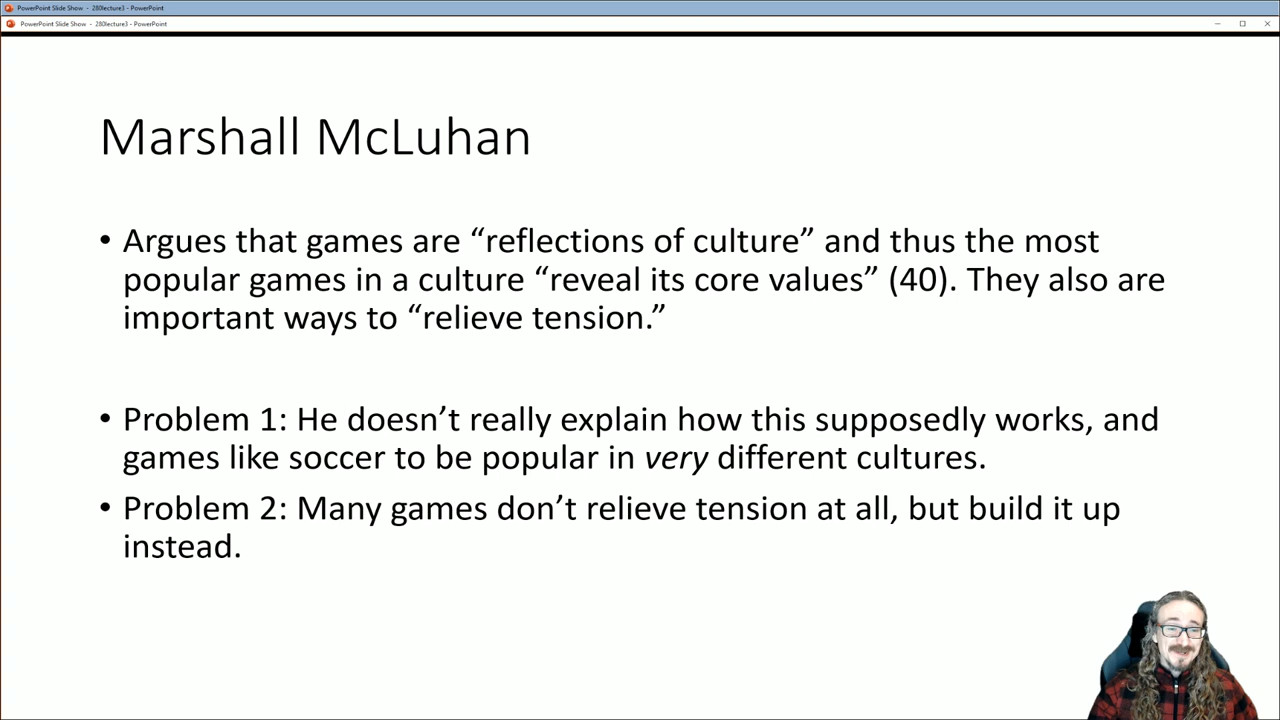 PowerPoint Slide Show - 280lecture3 - PowerPoint
PowerPoint Slide Show - 280lecture3 - PowerPoint
Marshall McLuhan
• Argues that games are “reflections of culture” and thus the most
popular games in a culture “reveal its core values” (40). They also are
important ways to “relieve tension.”
• Problem 1: He doesn’t really explain how this supposedly works, and
games like soccer to be popular in very different cultures.
• Problem 2: Many games don’t relieve tension at all, but build it up
instead.